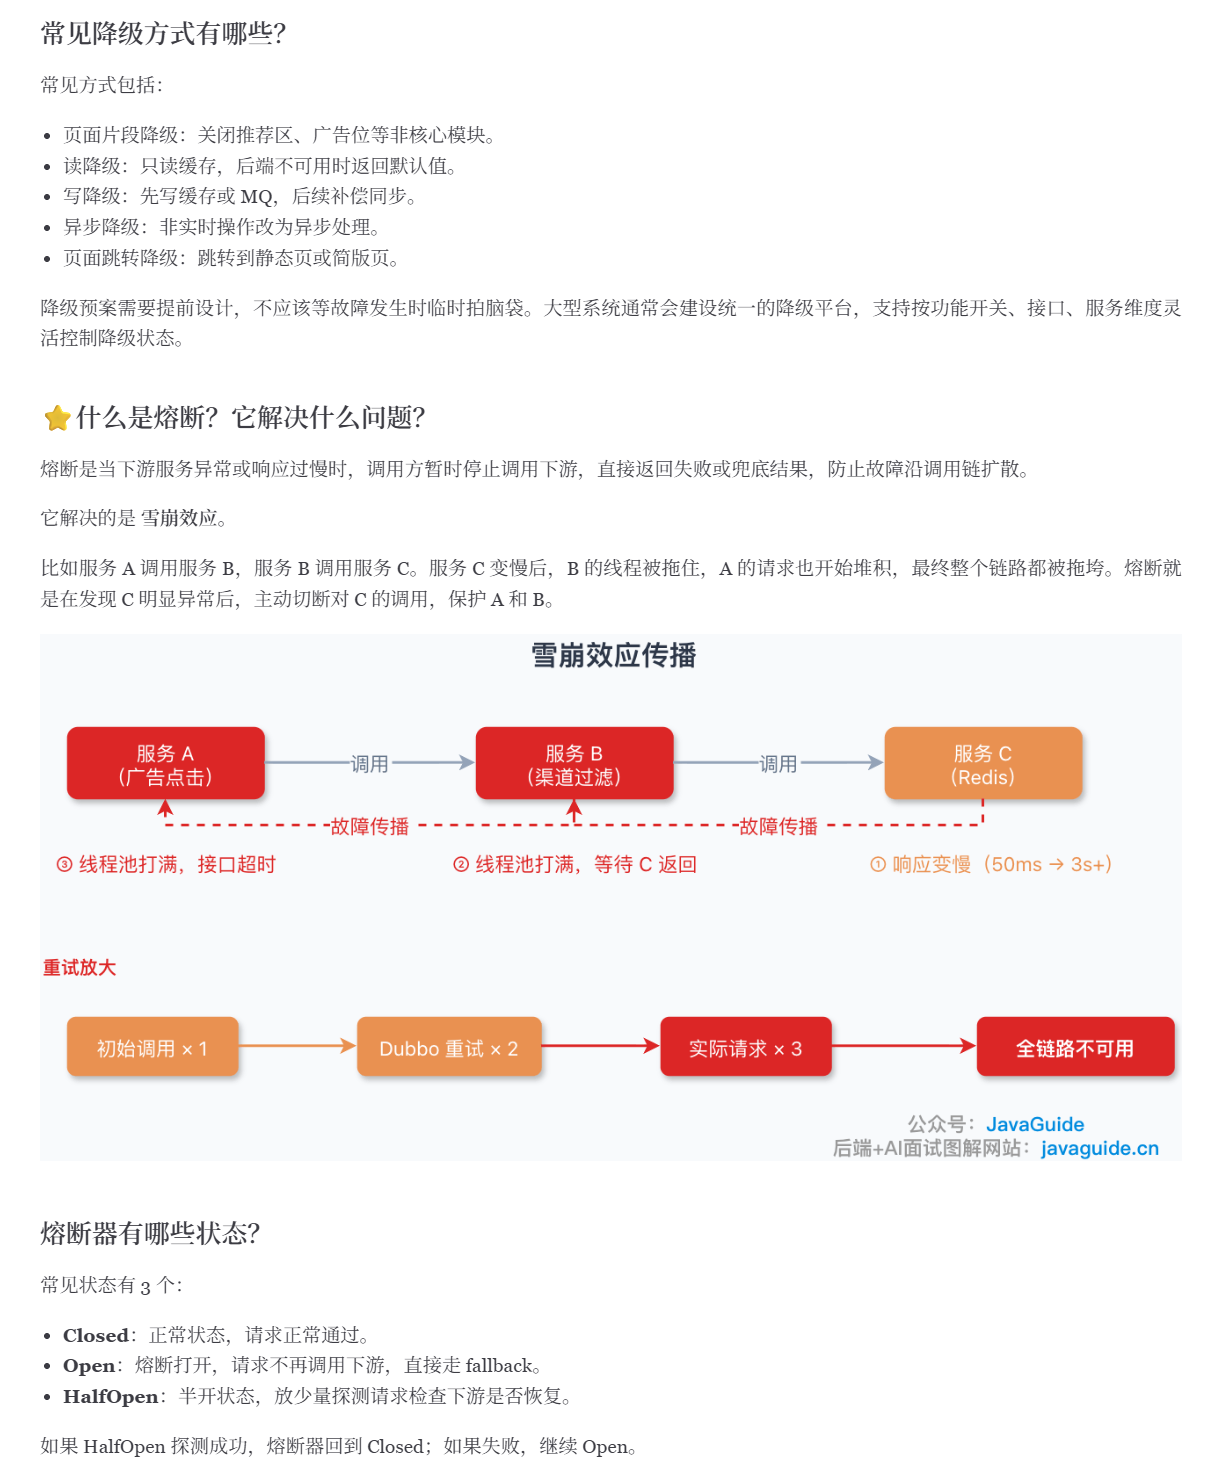 常见降级方式有哪些？
常见方式包括：
• 页面片段降级：关闭推荐区、广告位等非核心模块。
• 读降级：只读缓存，后端不可用时返回默认值。
• 写降级：先写缓存或 MQ，后续补偿同步。
• 异步降级：非实时操作改为异步处理。
• 页面跳转降级：跳转到静态页或简版页。
降级预案需要提前设计，不应该等故障发生时临时拍脑袋。大型系统通常会建设统一的降级平台，支持按功能开关、接口、服务维度灵
活控制降级状态。
⭐什么是熔断？它解决什么问题？
熔断是当下游服务异常或响应过慢时，调用方暂时停止调用下游，直接返回失败或兜底结果，防止故障沿调用链扩散。
它解决的是 雪崩效应。
比如服务 A 调用服务 B，服务 B 调用服务 C。服务 C 变慢后，B 的线程被拖住，A 的请求也开始堆积，最终整个链路都被拖垮。熔断就
是在发现 C 明显异常后，主动切断对 C 的调用，保护 A 和 B。
雪崩效应传播
服务 A
（广告点击）
调用
服务 B
（渠道过滤）
调用
服务 C
（Redis）
故障传播
故障传播
③ 线程池打满，接口超时
② 线程池打满，等待 C 返回
① 响应变慢（50ms → 3s+）
重试放大
初始调用 × 1
Dubbo 重试 × 2
实际请求 × 3
全链路不可用
公众号：JavaGuide
后端+AI面试图解网站：javaguide.cn
熔断器有哪些状态？
常见状态有 3 个：
• Closed：正常状态，请求正常通过。
• Open：熔断打开，请求不再调用下游，直接走 fallback。
• HalfOpen：半开状态，放少量探测请求检查下游是否恢复。
如果 HalfOpen 探测成功，熔断器回到 Closed；如果失败，继续 Open。